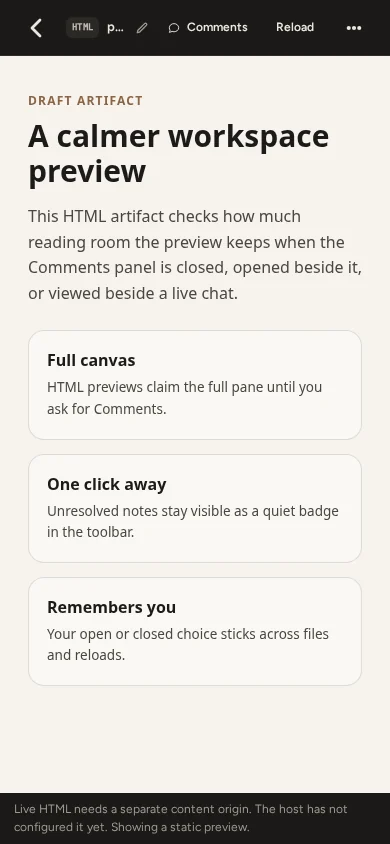 HTML p... Comments Reload
DRAFT ARTIFACT
A calmer workspace
preview
This HTML artifact checks how much
reading room the preview keeps when the
Comments panel is closed, opened beside it,
or viewed beside a live chat.
Full canvas
HTML previews claim the full pane until you
ask for Comments.
One click away
Unresolved notes stay visible as a quiet badge
in the toolbar.
Remembers you
Your open or closed choice sticks across files
and reloads.
Live HTML needs a separate content origin. The host has not
configured it yet. Showing a static preview.